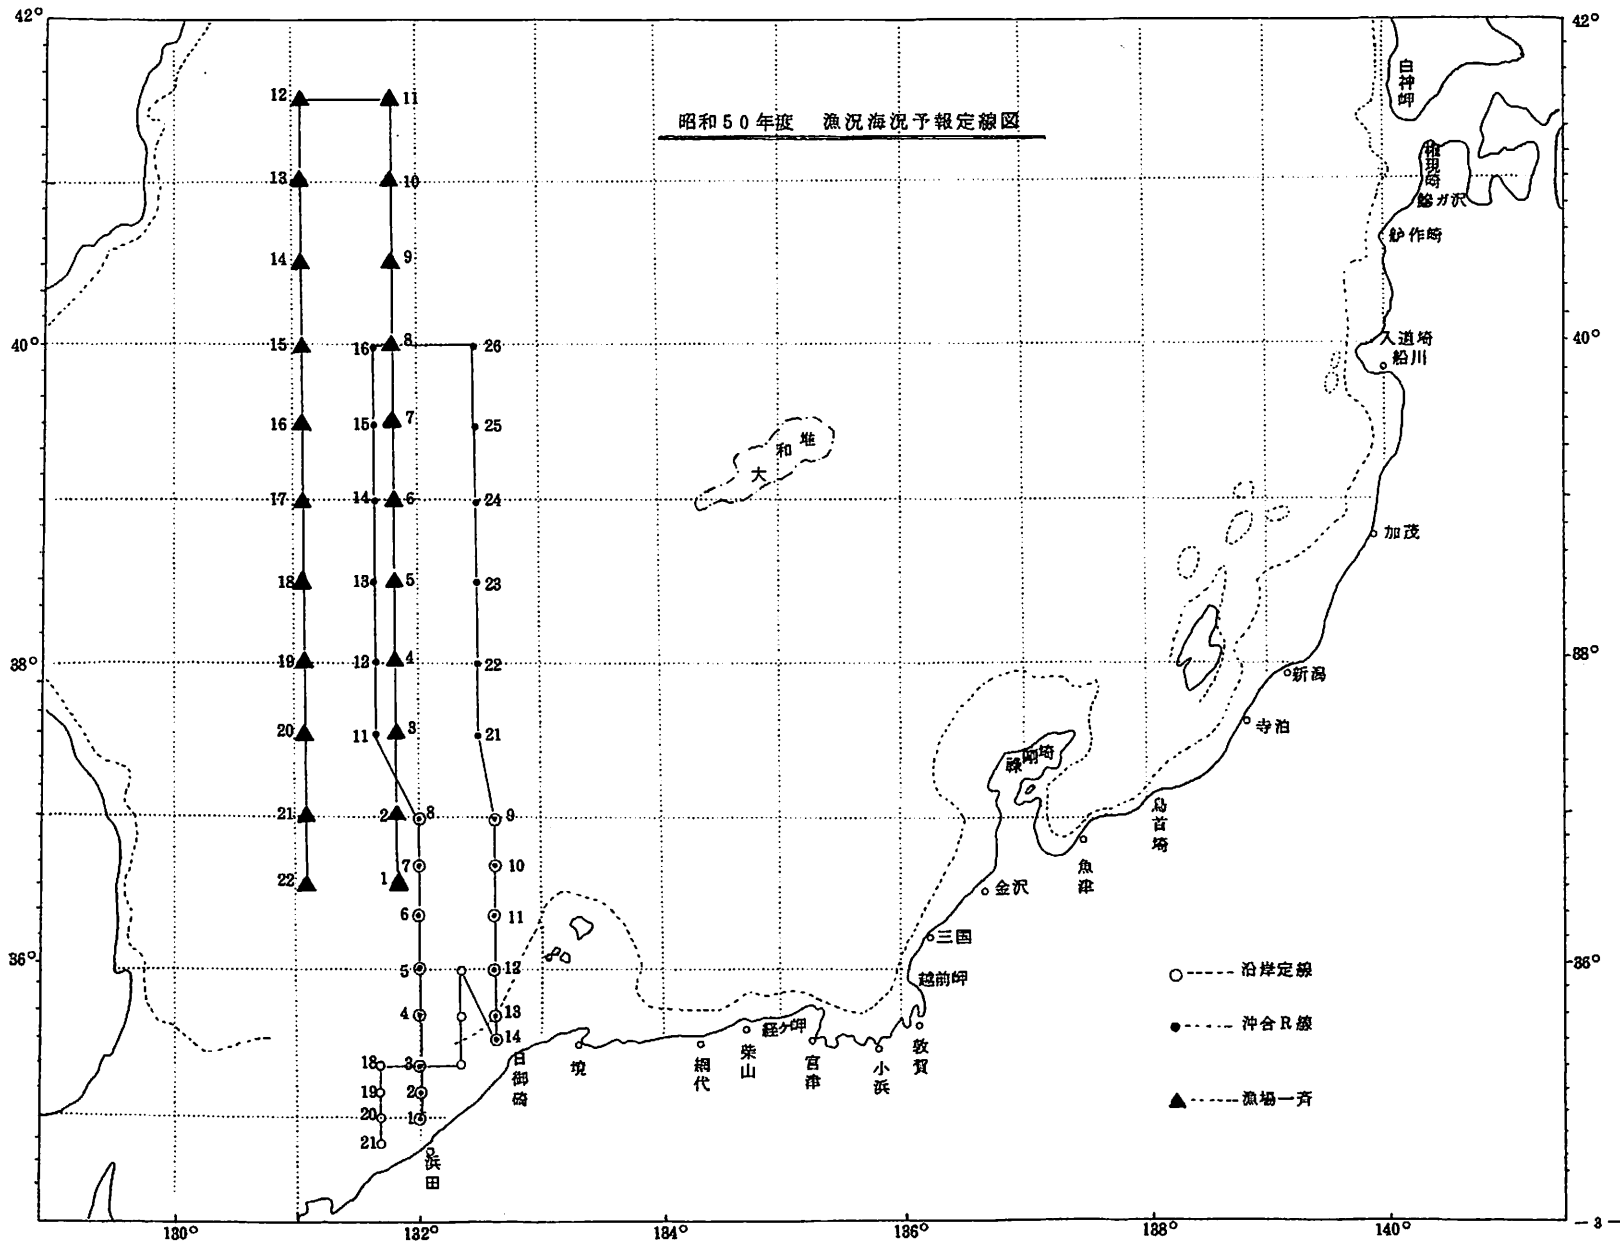 42°
42°
白神岬
12
11
昭和50年度 漁況海況予報定線図
権現崎
13
10
鰺ガ沢
舮作崎
14
9
入道埼
40°
15
16
8
26
40°
船川
16
15
7
25
大和堆
17
14
6
24
加茂
18
13
5
23
38°
19
12
4
22
38°
新潟
20
11
3
21
寺泊
禄剛埼
21
2
8
9
鳥首埼
7
10
魚津
22
1
金沢
6
11
三国
36°
5
12
36°
越前岬
沿岸定線
4
13
経ケ岬
沖合R線
14
日御碕
境
網代
柴山
宮津
小浜
敦賀
18
3
19
2
漁場一斉
20
1
21
浜田
130°
132°
134°
136°
138°
140°
-3-